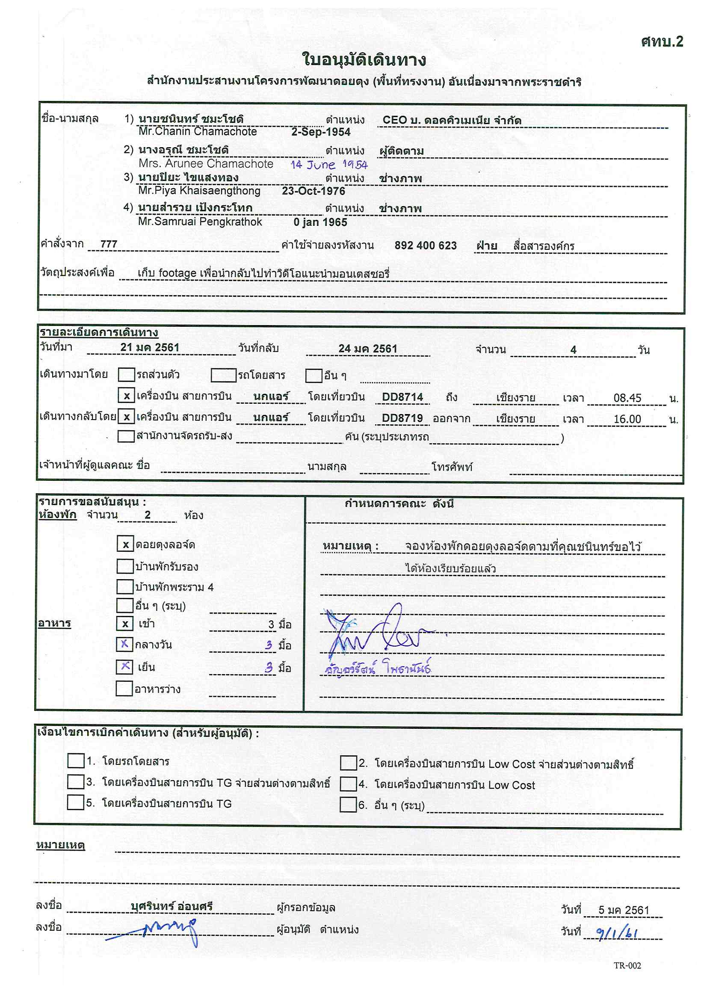 ศทบ.2
ใบอนุมัติเดินทาง
สำนักงานประสานงานโครงการพัฒนาดอยตุง (พื้นที่ทรงงาน) อันเนื่องมาจากพระราชดำริ
ชื่อ-นามสกุล 1) นายชนินทร์ ชมะโชติ ตำแหน่ง CEO บ. ดอคคิวเมเนีย จำกัด
Mr.Chanin Chamachote 2-Sep-1954
2) นางอรุณี ชมะโชติ ตำแหน่ง ผู้ติดตาม
Mrs. Arunee Chamachote 14 June 1954
3) นายปิยะ ไขแสงทอง ตำแหน่ง ช่างภาพ
Mr.Piya Khaisaengthong 23-Oct-1976
4) นายสำรวย เป้งกระโทก ตำแหน่ง ช่างภาพ
Mr.Samruai Pengkrathok 0 jan 1965
คำสั่งจาก 777 ค่าใช้จ่ายลงรหัสงาน 892 400 623 ฝ่าย สื่อสารองค์กร
วัตถุประสงค์เพื่อ เก็บ footage เพื่อนำกลับไปทำวิดีโอแนะนำมอนเตสซอรี่
รายละเอียดการเดินทาง
วันที่มา 21 มค 2561 วันที่กลับ 24 มค 2561 จำนวน 4 วัน
เดินทางมาโดย รถส่วนตัว รถโดยสาร อื่น ๆ
x เครื่องบิน สายการบิน นกแอร์ โดยเที่ยวบิน DD8714 ถึง เชียงราย เวลา 08.45 น.
เดินทางกลับโดย x เครื่องบิน สายการบิน นกแอร์ โดยเที่ยวบิน DD8719 ออกจาก เชียงราย เวลา 16.00 น.
สำนักงานจัดรถรับ-ส่ง คัน (ระบุประเภทรถ )
เจ้าหน้าที่ผู้ดูแลคณะ ชื่อ นามสกุล โทรศัพท์
รายการขอสนับสนุน :
ห้องพัก จำนวน 2 ห้อง
x ดอยตุงลอจ์ด
บ้านพักรับรอง
บ้านพักพระราม 4
อื่น ๆ (ระบุ)
อาหาร x เช้า 3 มื้อ
x กลางวัน 3 มื้อ
x เย็น 3 มื้อ
อาหารว่าง
กำหนดการคณะ ดังนี้
หมายเหตุ : จองห้องพักดอยตุงลอจ์ดตามที่คุณชนินทร์ขอไว้
ได้ห้องเรียบร้อยแล้ว
โพธานันธ์
เงื่อนไขการเบิกค่าเดินทาง (สำหรับผู้อนุมัติ) :
1. โดยรถโดยสาร 2. โดยเครื่องบินสายการบิน Low Cost จ่ายส่วนต่างตามสิทธิ์
3. โดยเครื่องบินสายการบิน TG จ่ายส่วนต่างตามสิทธิ์ 4. โดยเครื่องบินสายการบิน Low Cost
5. โดยเครื่องบินสายการบิน TG 6. อื่น ๆ (ระบุ)
หมายเหตุ
ลงชื่อ บุศรินทร์ อ่อนศรี ผู้กรอกข้อมูล วันที่ 5 มค 2561
ลงชื่อ ผู้อนุมัติ ตำแหน่ง วันที่ 9/1/61
TR-002